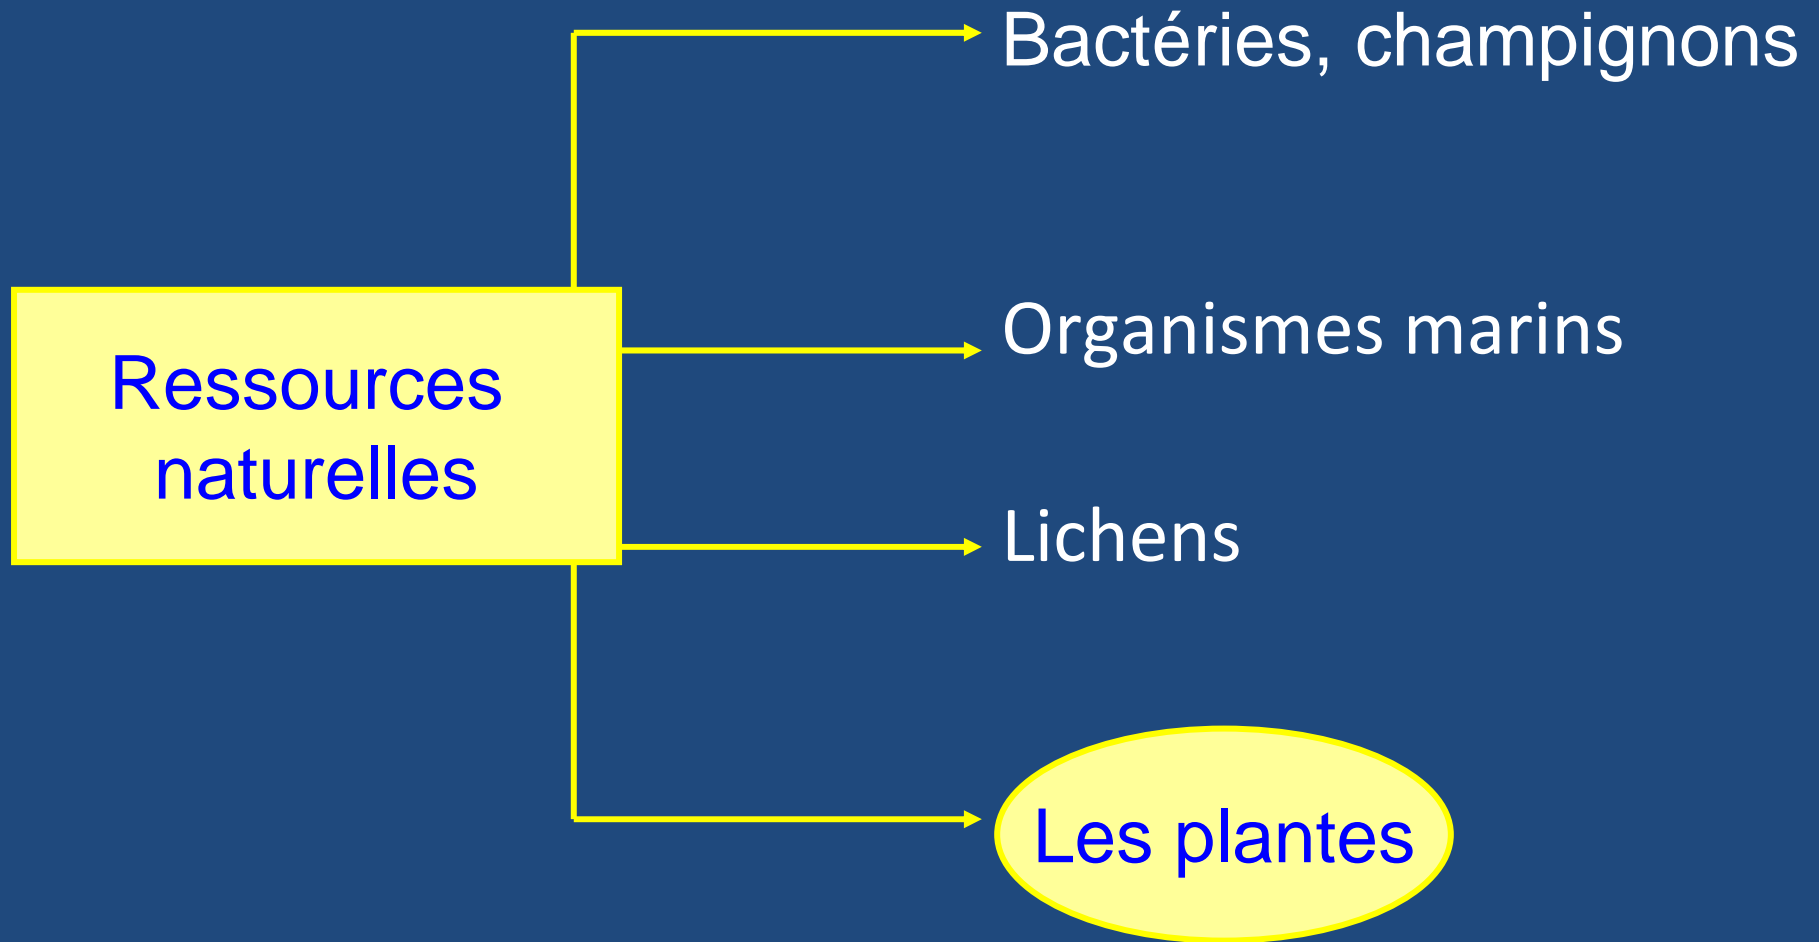 Bactéries, champignons
Organismes marins
Ressources
naturelles
Lichens
Les plantes